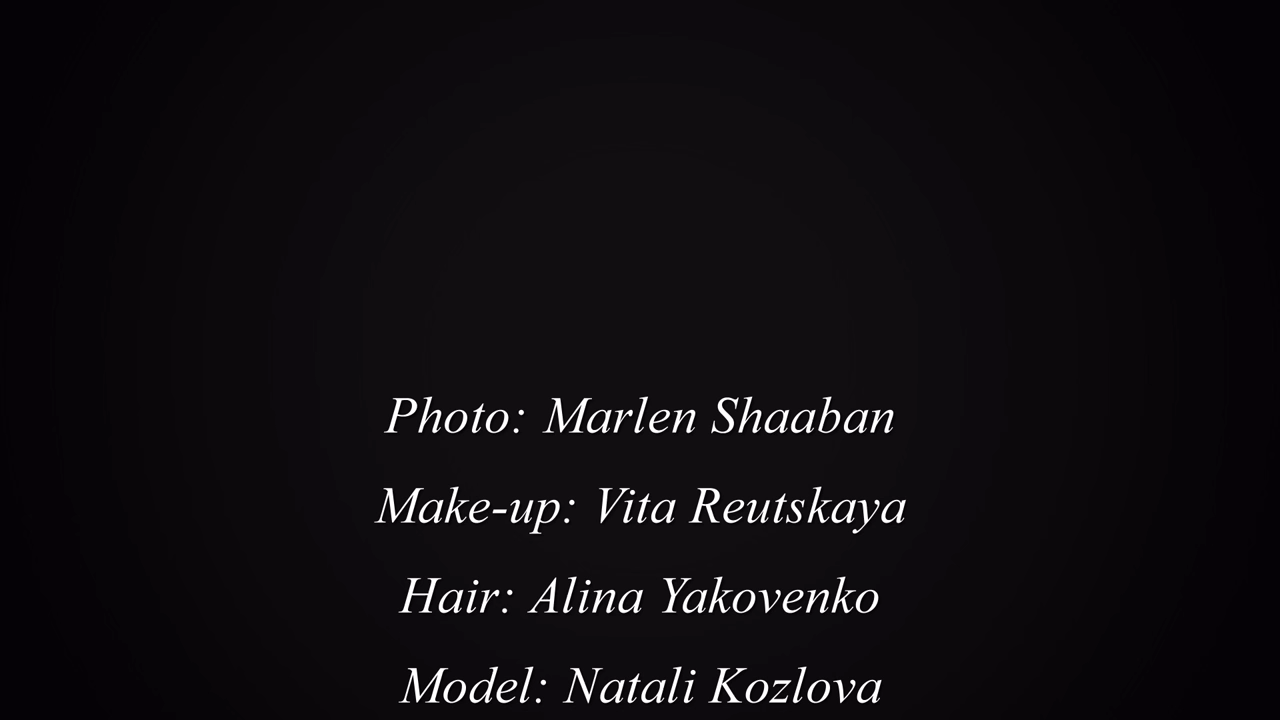 Photo: Marlen Shaaban
Make-up: Vita Reutskaya
Hair: Alina Yakovenko
Model: Natali Kozlova